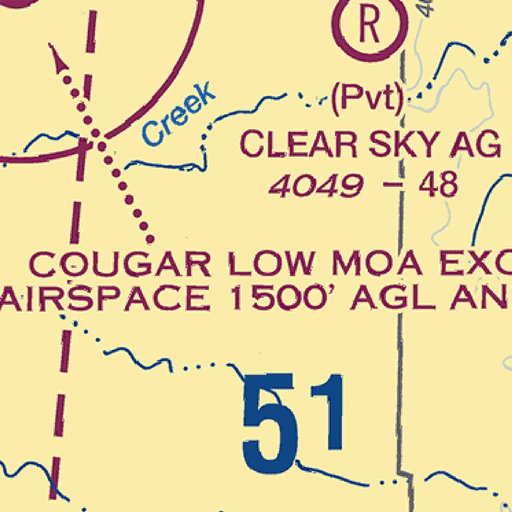 R
Creek
(Pvt)
CLEAR SKY AG
4049 - 48
COUGAR LOW MOA EXC
AIRSPACE 1500' AGL AN
51